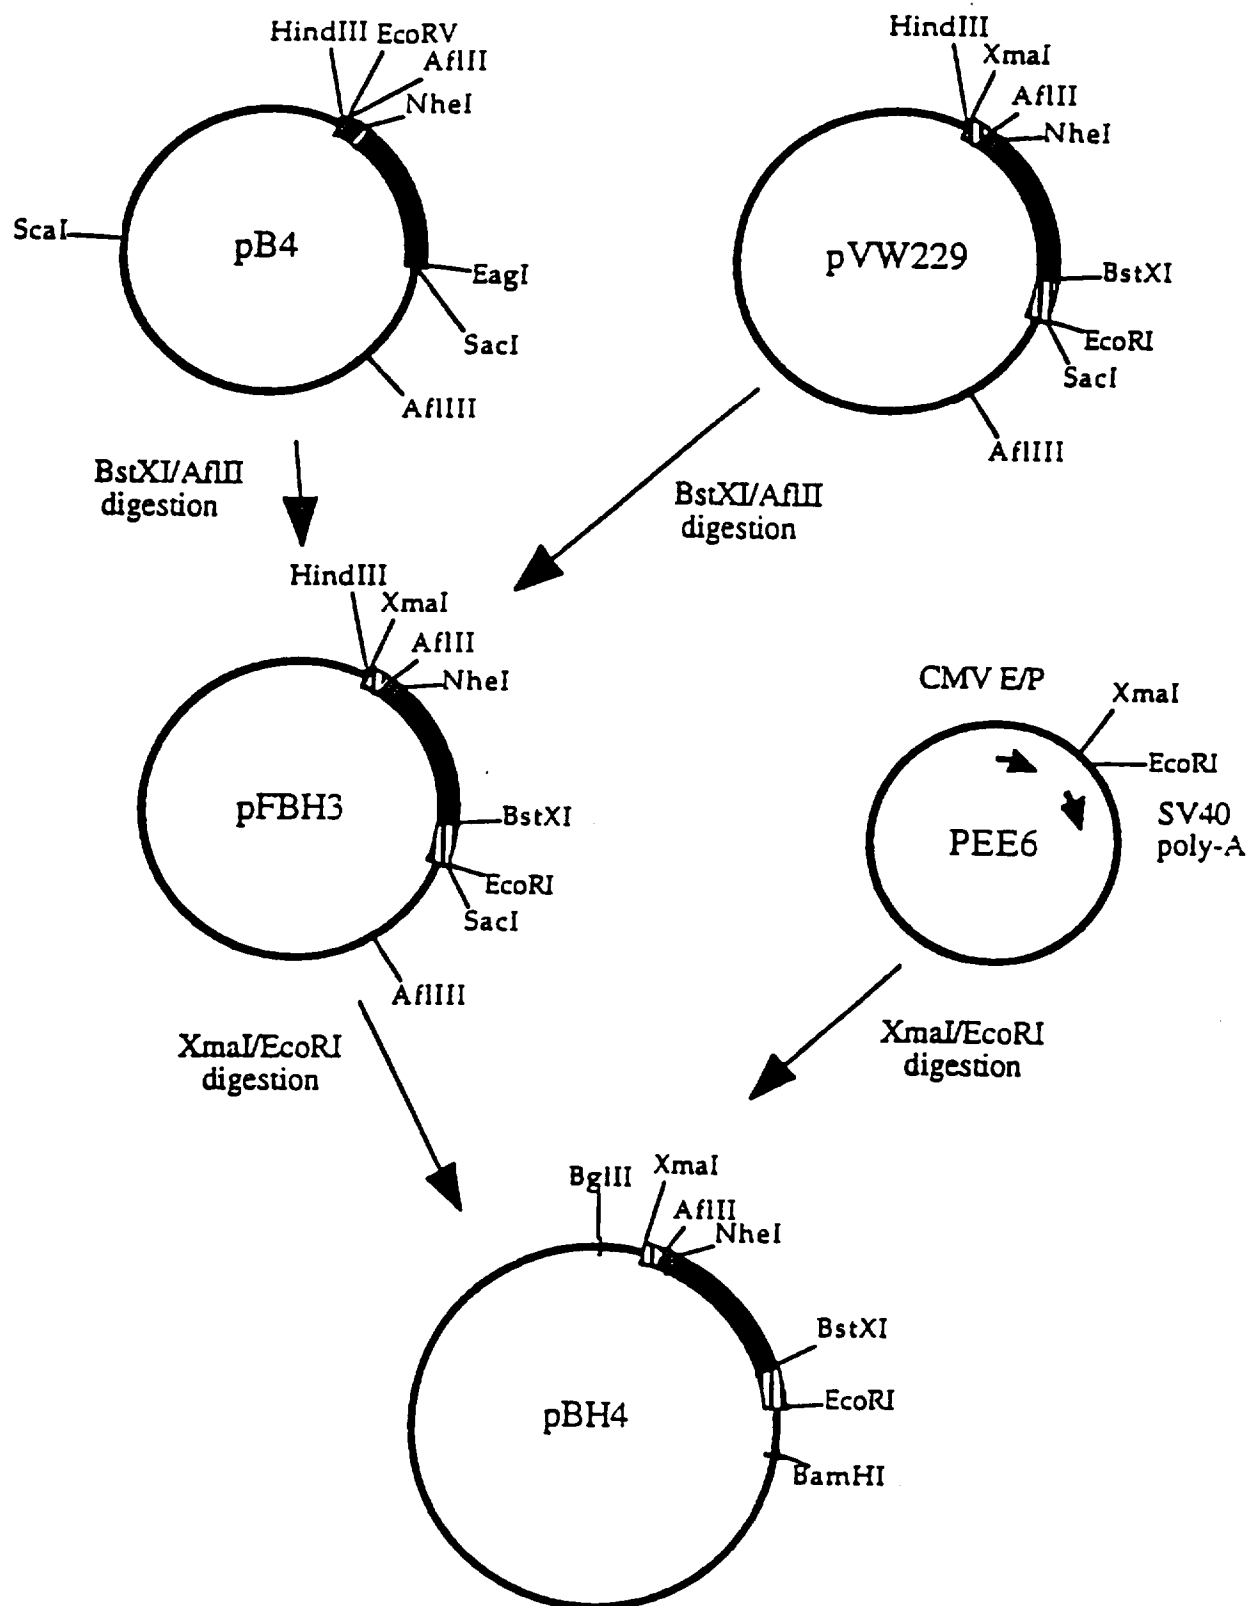 HindIII
EcoRV
AflII
NheI
ScaI
pB4
EagI
SacI
AflIII
HindIII
XmaI
AflII
NheI
pVW229
BstXI
EcoRI
SacI
AflIII
BstXI/AflII
digestion
BstXI/AflII
digestion
HindIII
XmaI
AflII
NheI
pFBH3
BstXI
EcoRI
SacI
AflIII
CMV E/P
XmaI
EcoRI
SV40
poly-A
PEE6
XmaI/EcoRI
digestion
XmaI/EcoRI
digestion
BglII
XmaI
AflII
NheI
BstXI
EcoRI
pBH4
BamHI